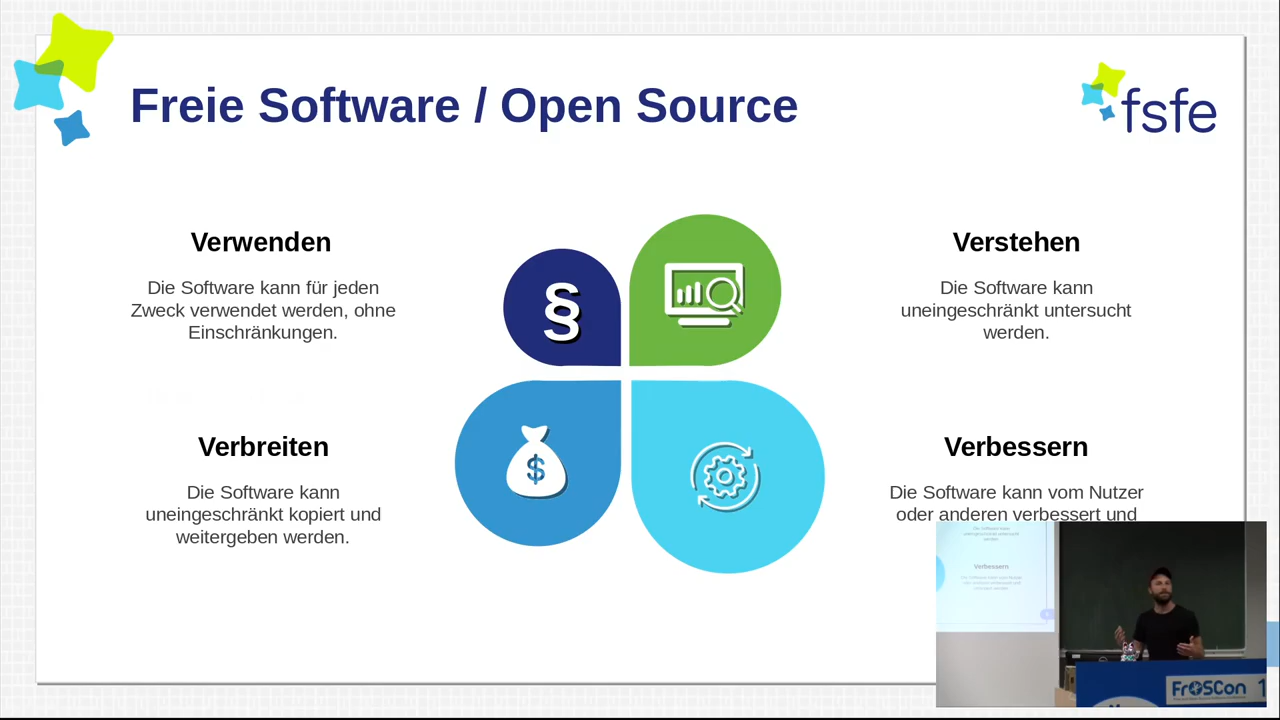 Freie Software / Open Source
fsfe
Verwenden
Die Software kann für jeden
Zweck verwendet werden, ohne
Einschränkungen.
Verstehen
Die Software kann
uneingeschränkt untersucht
werden.
§
$
Verbreiten
Die Software kann
uneingeschränkt kopiert und
weitergeben werden.
Verbessern
Die Software kann vom Nutzer
oder anderen verbessert und
Verbessern
FrOSCon 1